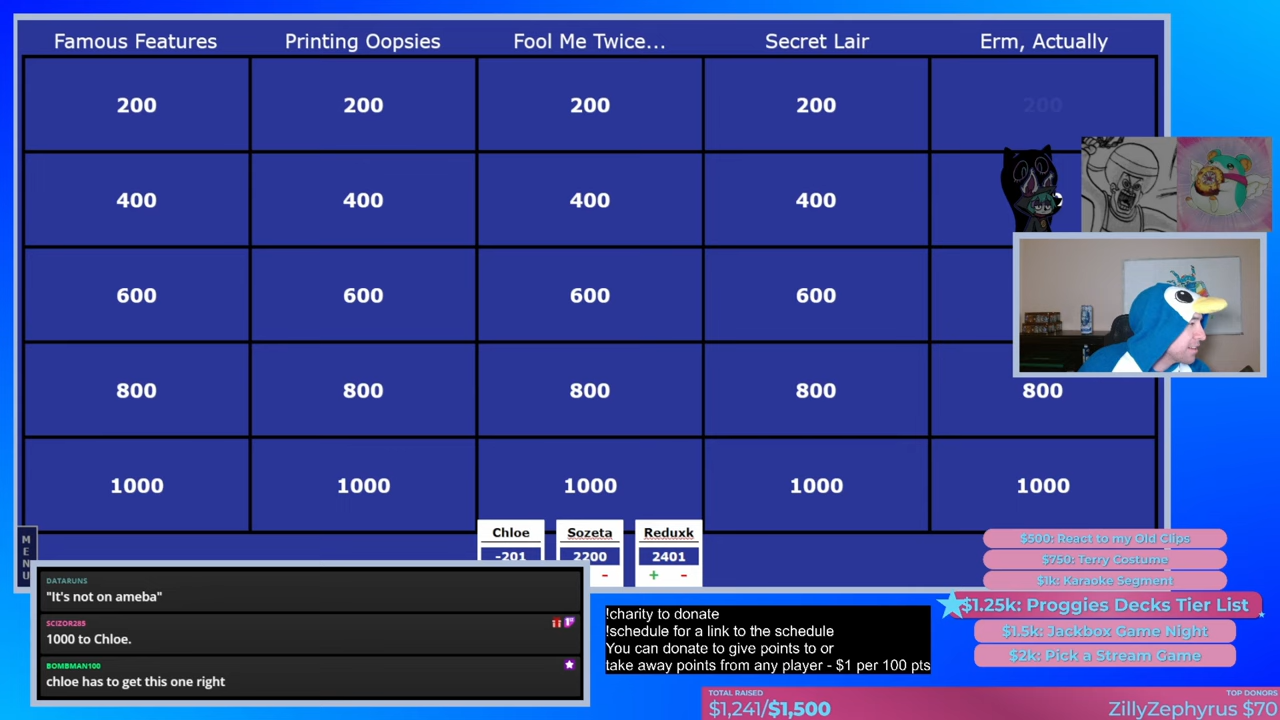 Famous Features
Printing Oopsies
Fool Me Twice...
Secret Lair
Erm, Actually
200
200
200
200
200
400
400
400
400
600
600
600
600
800
800
800
800
800
1000
1000
1000
1000
1000
MENU
Chloe
-201
Sozeta
2200
-
Reduxk
2401
+ -
DATARUNS
"It's not on ameba"
SCIZOR285
1000 to Chloe.
BOMBMAN100
chloe has to get this one right
!charity to donate
!schedule for a link to the schedule
You can donate to give points to or
take away points from any player - $1 per 100 pts
$500: React to my Old Clips
$750: Terry Costume
$1k: Karaoke Segment
$1.25k: Proggies Decks Tier List
$1.5k: Jackbox Game Night
$2k: Pick a Stream Game
TOTAL RAISED
$1,241/$1,500
TOP DONORS
ZillyZephyrus $70